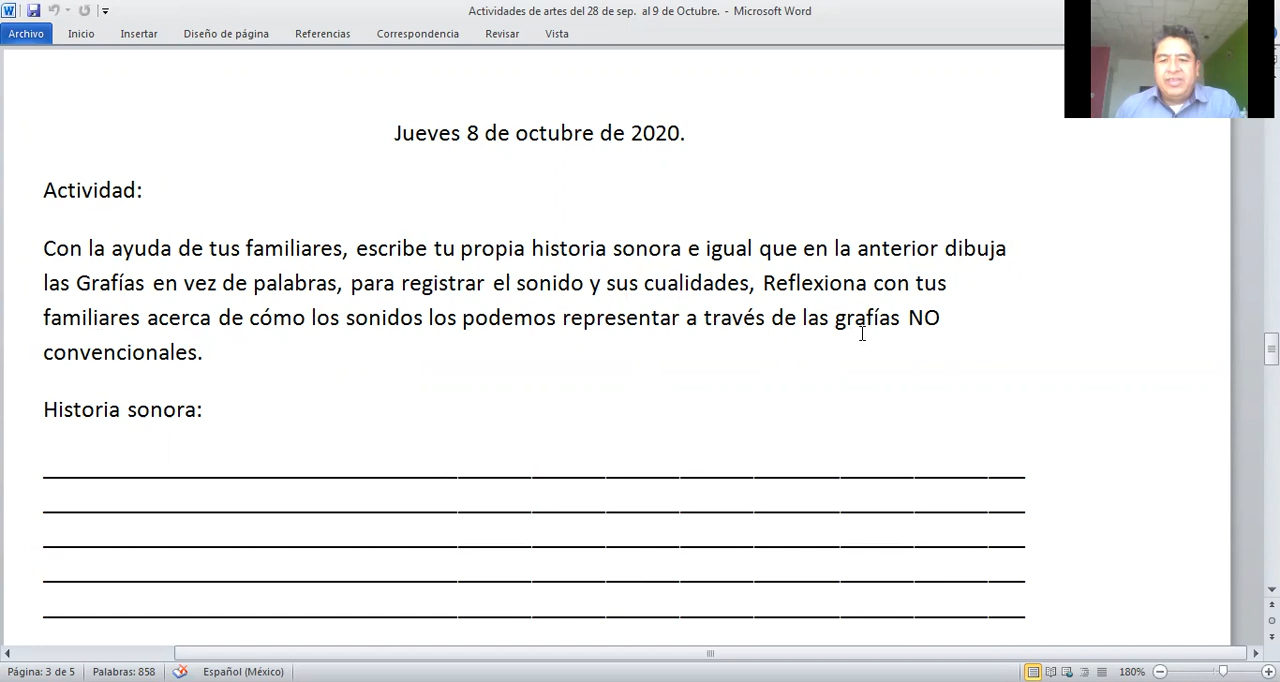 Actividades de artes del 28 de sep.  al 9 de Octubre.  -  Microsoft Word
Archivo Inicio Insertar Diseño de página Referencias Correspondencia Revisar Vista
Jueves 8 de octubre de 2020.
Actividad:
Con la ayuda de tus familiares, escribe tu propia historia sonora e igual que en la anterior dibuja
las Grafías en vez de palabras, para registrar el sonido y sus cualidades, Reflexiona con tus
familiares acerca de cómo los sonidos los podemos representar a través de las grafías NO
convencionales.
Historia sonora:
Página: 3 de 5 Palabras: 858 Español (México) 180%